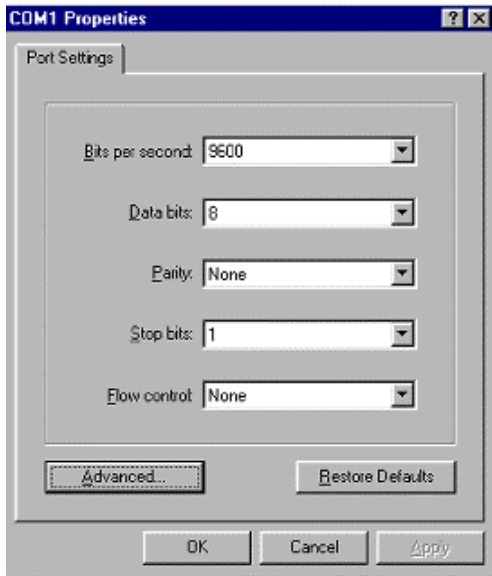 COM1 Properties
Port Settings
Bits per second: 9600
Data bits: 8
Parity: None
Stop bits: 1
Flow control: None
Advanced... Restore Defaults
OK Cancel Apply